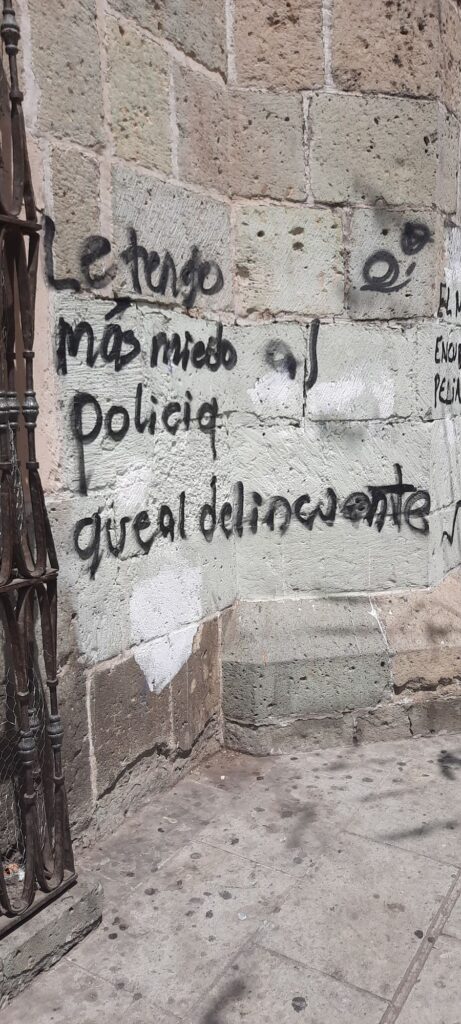 Le tengo
más miedo al
policia
que al delincuente